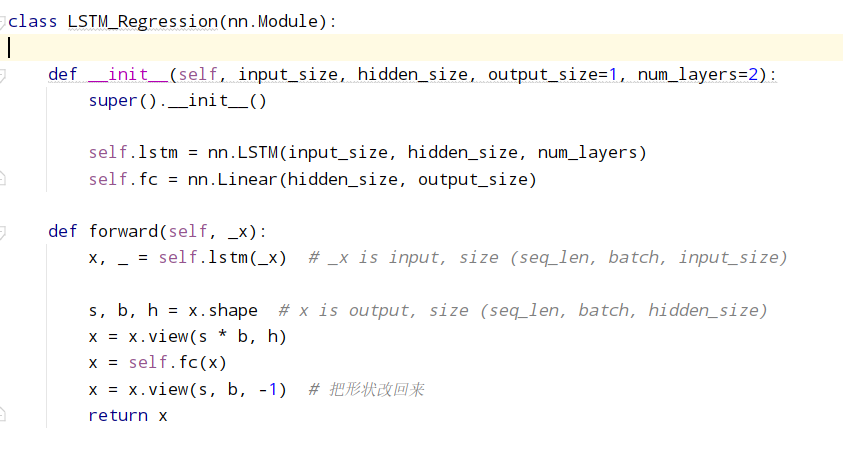 class LSTM_Regression(nn.Module):
def __init__(self, input_size, hidden_size, output_size=1, num_layers=2):
super().__init__()
self.lstm = nn.LSTM(input_size, hidden_size, num_layers)
self.fc = nn.Linear(hidden_size, output_size)
def forward(self, _x):
x, _ = self.lstm(_x)  # _x is input, size (seq_len, batch, input_size)
s, b, h = x.shape  # x is output, size (seq_len, batch, hidden_size)
x = x.view(s * b, h)
x = self.fc(x)
x = x.view(s, b, -1)  # 把形状改回来
return x